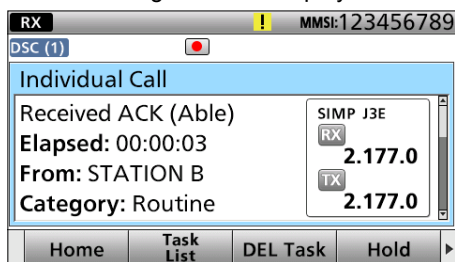 RX ! MMSI:123456789
DSC (1)
Individual Call
Received ACK (Able)
Elapsed: 00:00:03
From: STATION B
Category: Routine
SIMP J3E
RX
2.177.0
TX
2.177.0
Home
Task List
DEL Task
Hold